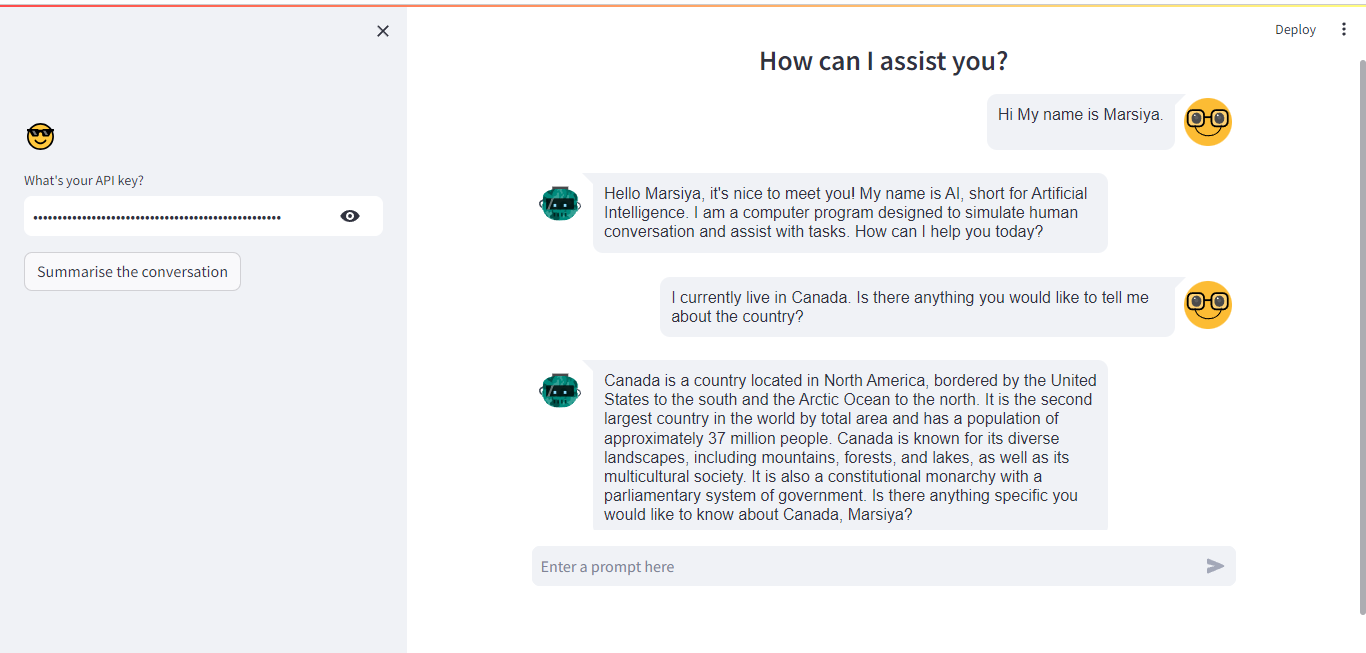 Deploy
What's your API key?
Summarise the conversation
How can I assist you?
Hi My name is Marsiya.
Hello Marsiya, it's nice to meet you! My name is AI, short for Artificial
Intelligence. I am a computer program designed to simulate human
conversation and assist with tasks. How can I help you today?
I currently live in Canada. Is there anything you would like to tell me
about the country?
Canada is a country located in North America, bordered by the United
States to the south and the Arctic Ocean to the north. It is the second
largest country in the world by total area and has a population of
approximately 37 million people. Canada is known for its diverse
landscapes, including mountains, forests, and lakes, as well as its
multicultural society. It is also a constitutional monarchy with a
parliamentary system of government. Is there anything specific you
would like to know about Canada, Marsiya?
Enter a prompt here